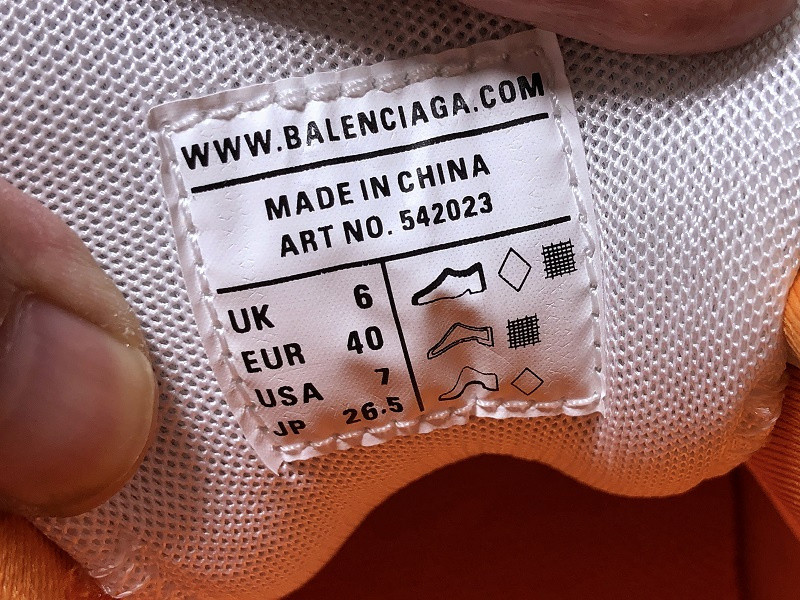 WWW.BALENCIAGA.COM
MADE IN CHINA
ART NO. 542023
UK 6
EUR 40
USA 7
JP 26.5